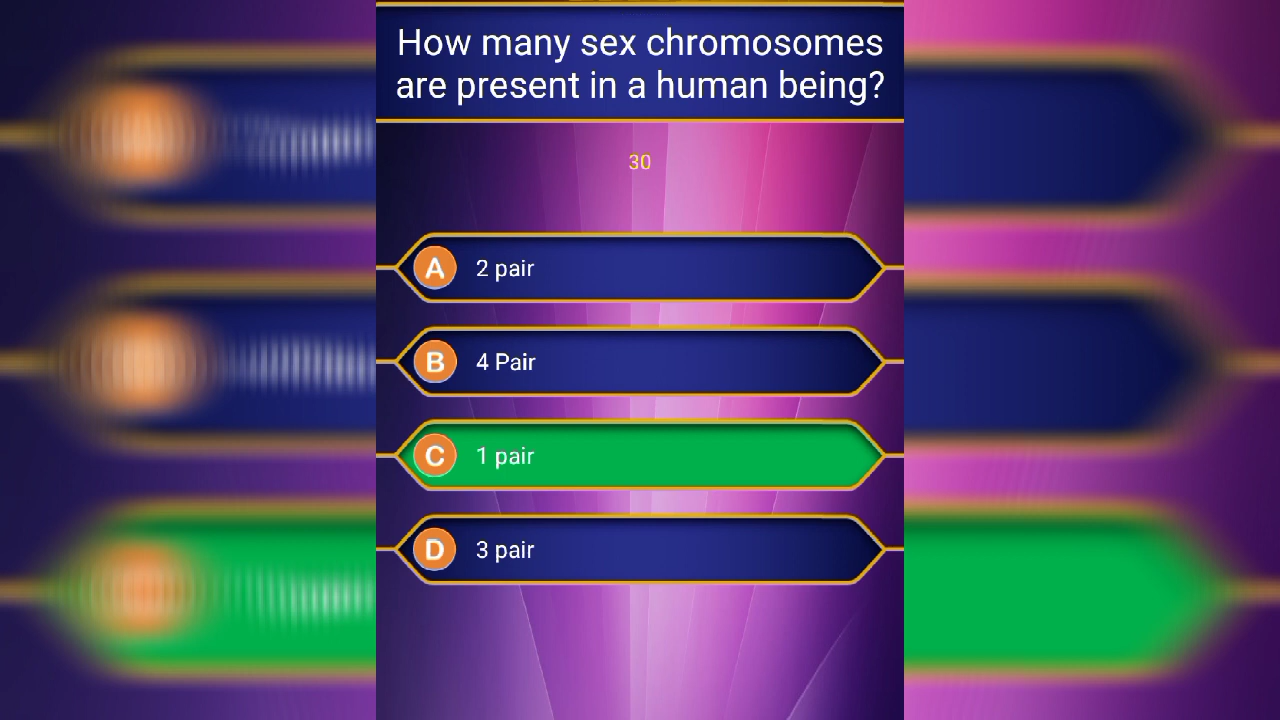 How many sex chromosomes
are present in a human being?
30
A 2 pair
B 4 Pair
C 1 pair
D 3 pair